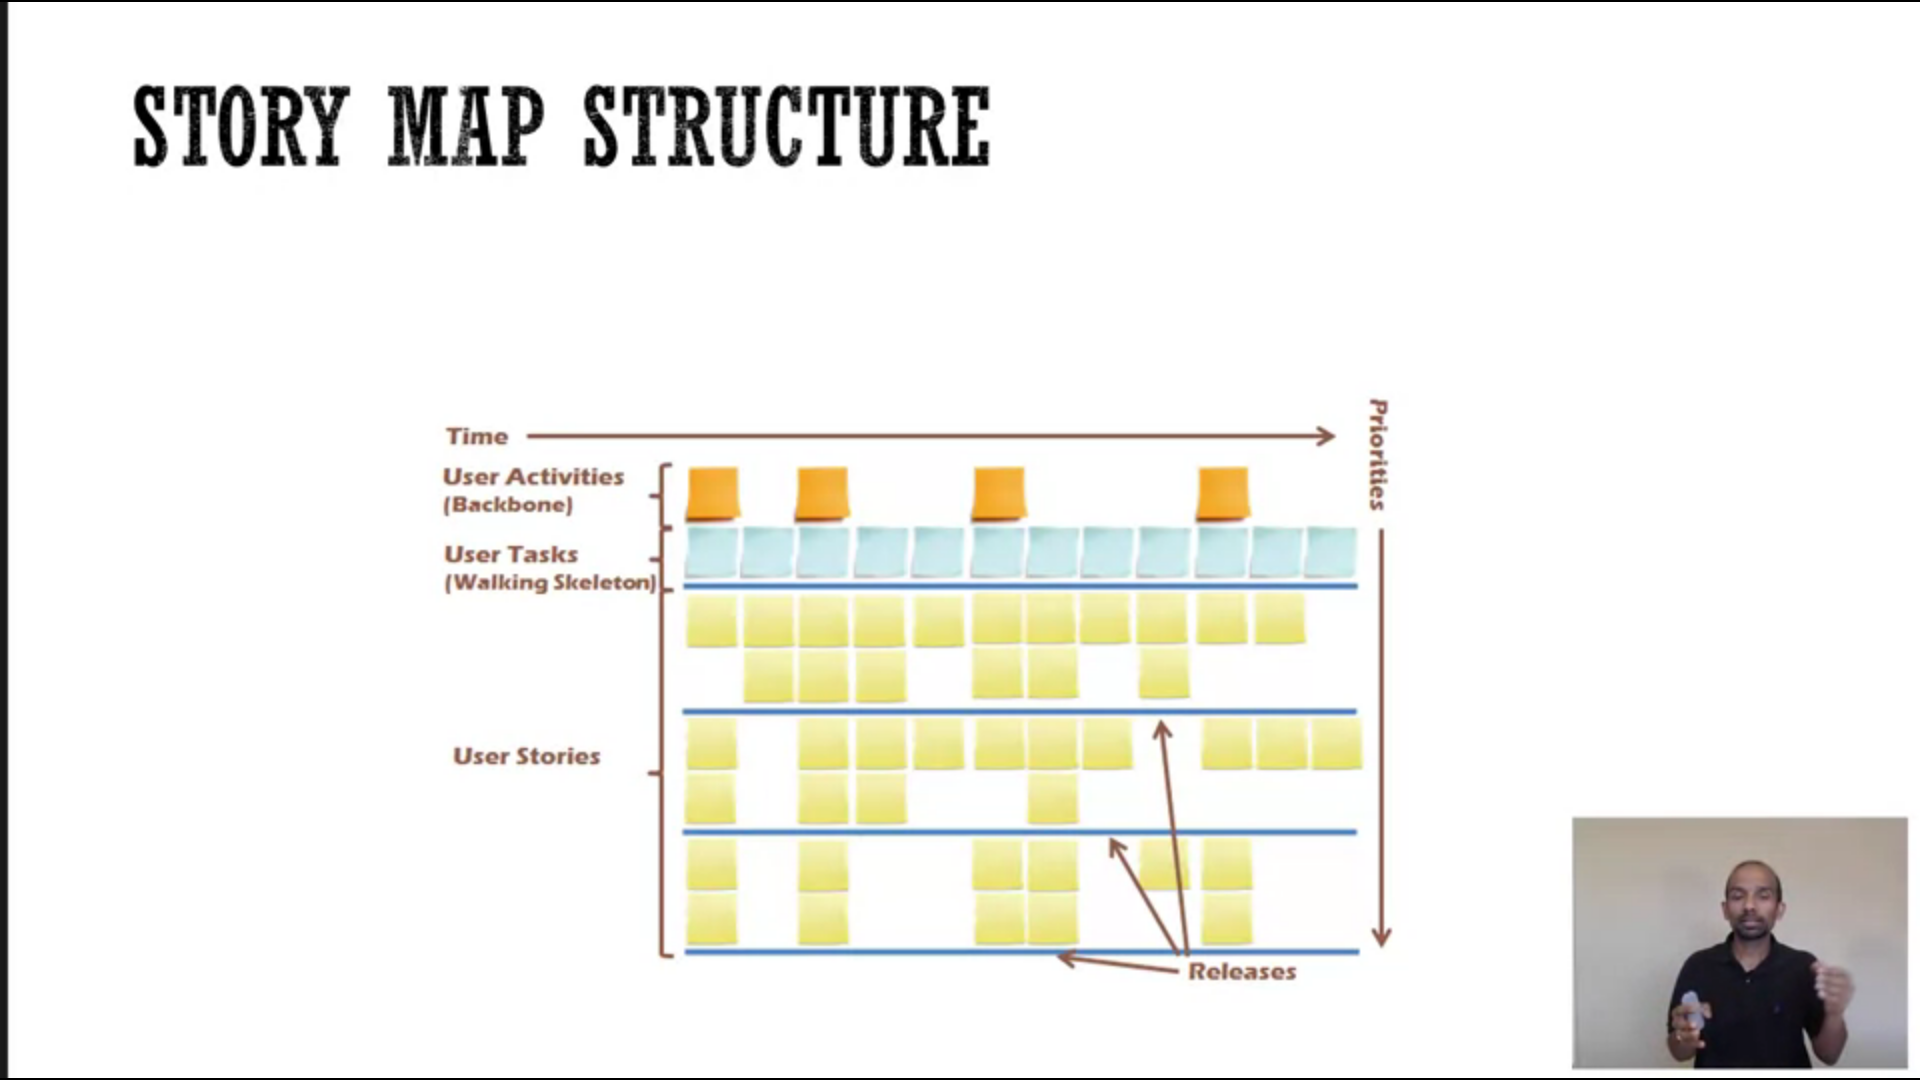 STORY MAP STRUCTURE
Time
Priorities
User Activities
(Backbone)
User Tasks
(Walking Skeleton)
User Stories
Releases